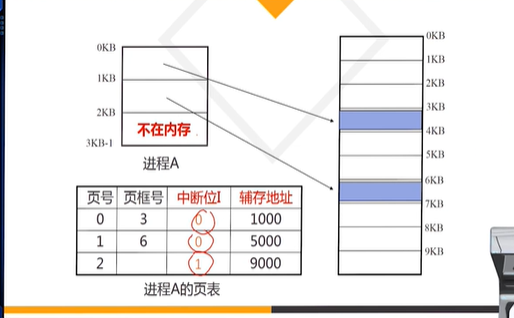 0KB
1KB
2KB
不在内存
3KB-1
进程A
0KB
1KB
2KB
3KB
4KB
5KB
6KB
7KB
8KB
9KB
页号 页框号 中断位I 辅存地址
0 3 0 1000
1 6 0 5000
2 1 9000
进程A的页表